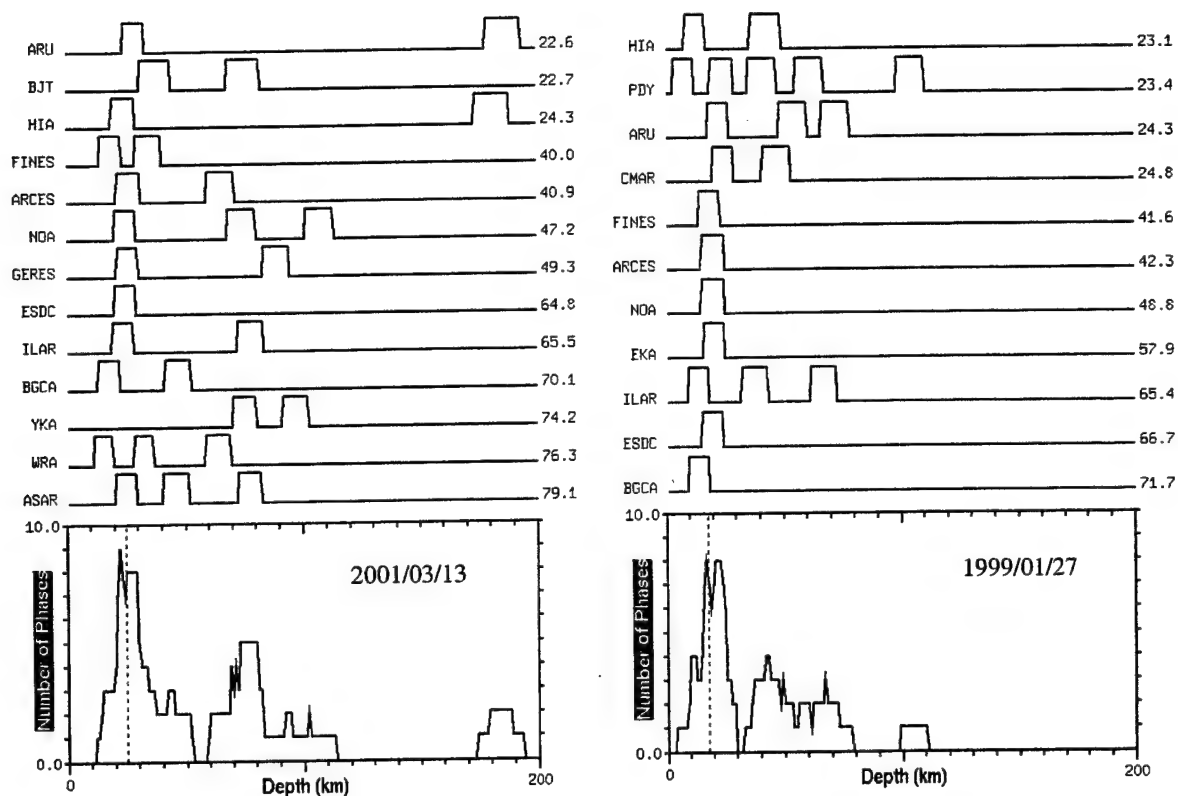 ARU 22.6
BJT 22.7
HIA 24.3
FINES 40.0
ARCES 40.9
NOA 47.2
GERES 49.3
ESDC 64.8
ILAR 65.5
BGCA 70.1
YKA 74.2
WRA 76.3
ASAR 79.1
10.0
Number of Phases
2001/03/13
0.0
0 Depth (km) 200
HIA 23.1
PDY 23.4
ARU 24.3
CMAR 24.8
FINES 41.6
ARCES 42.3
NOA 48.8
EKA 57.9
ILAR 65.4
ESDC 66.7
BGCA 71.7
10.0
Number of Phases
1999/01/27
0.0
0 Depth (km) 200